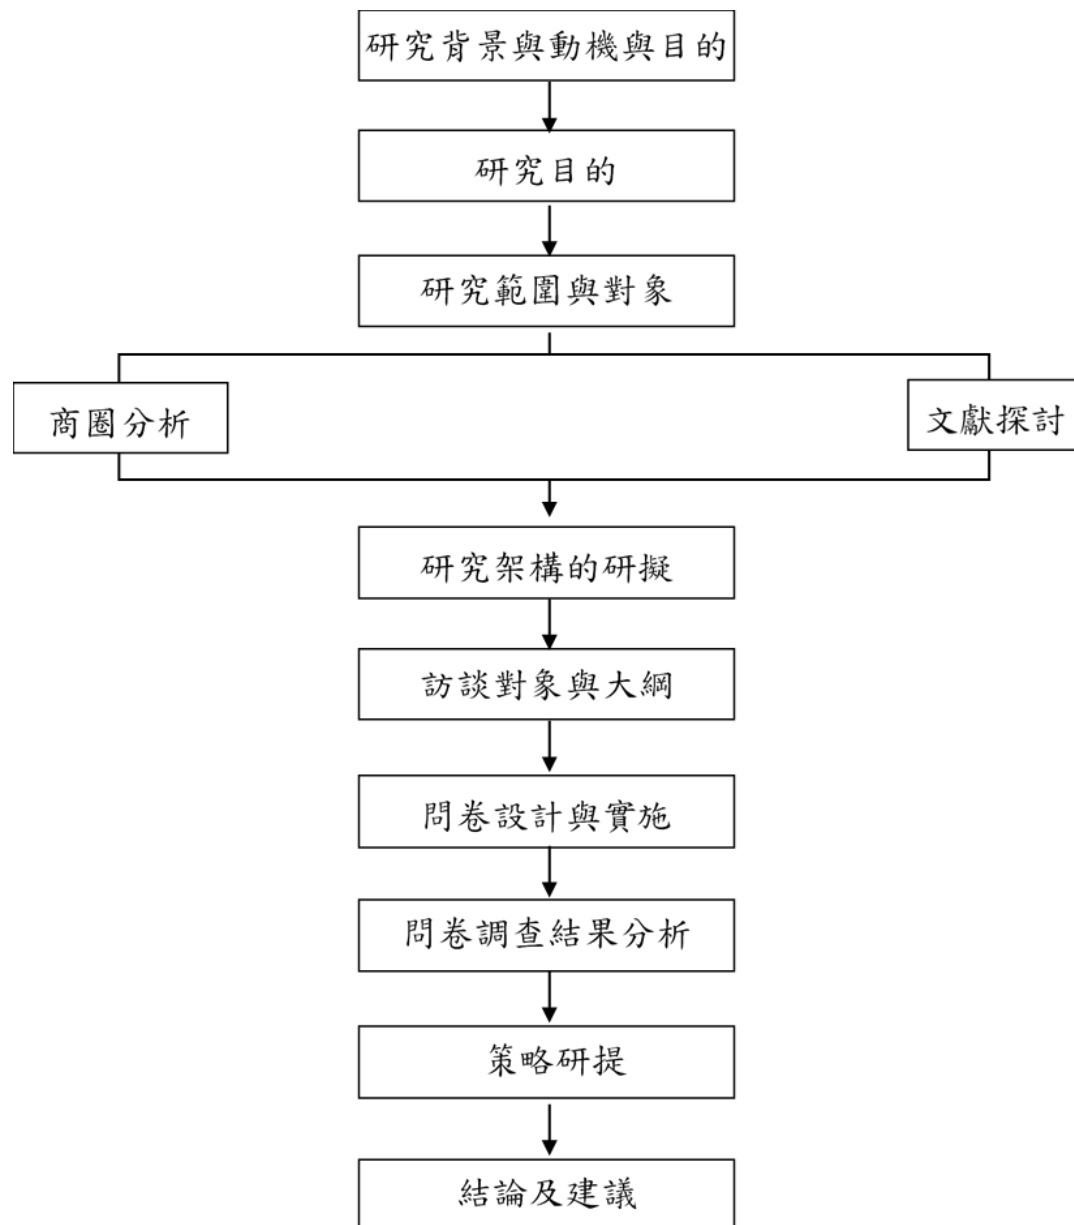 研究背景與動機與目的
研究目的
研究範圍與對象
商圈分析
文獻探討
研究架構的研擬
訪談對象與大綱
問卷設計與實施
問卷調查結果分析
策略研提
結論及建議